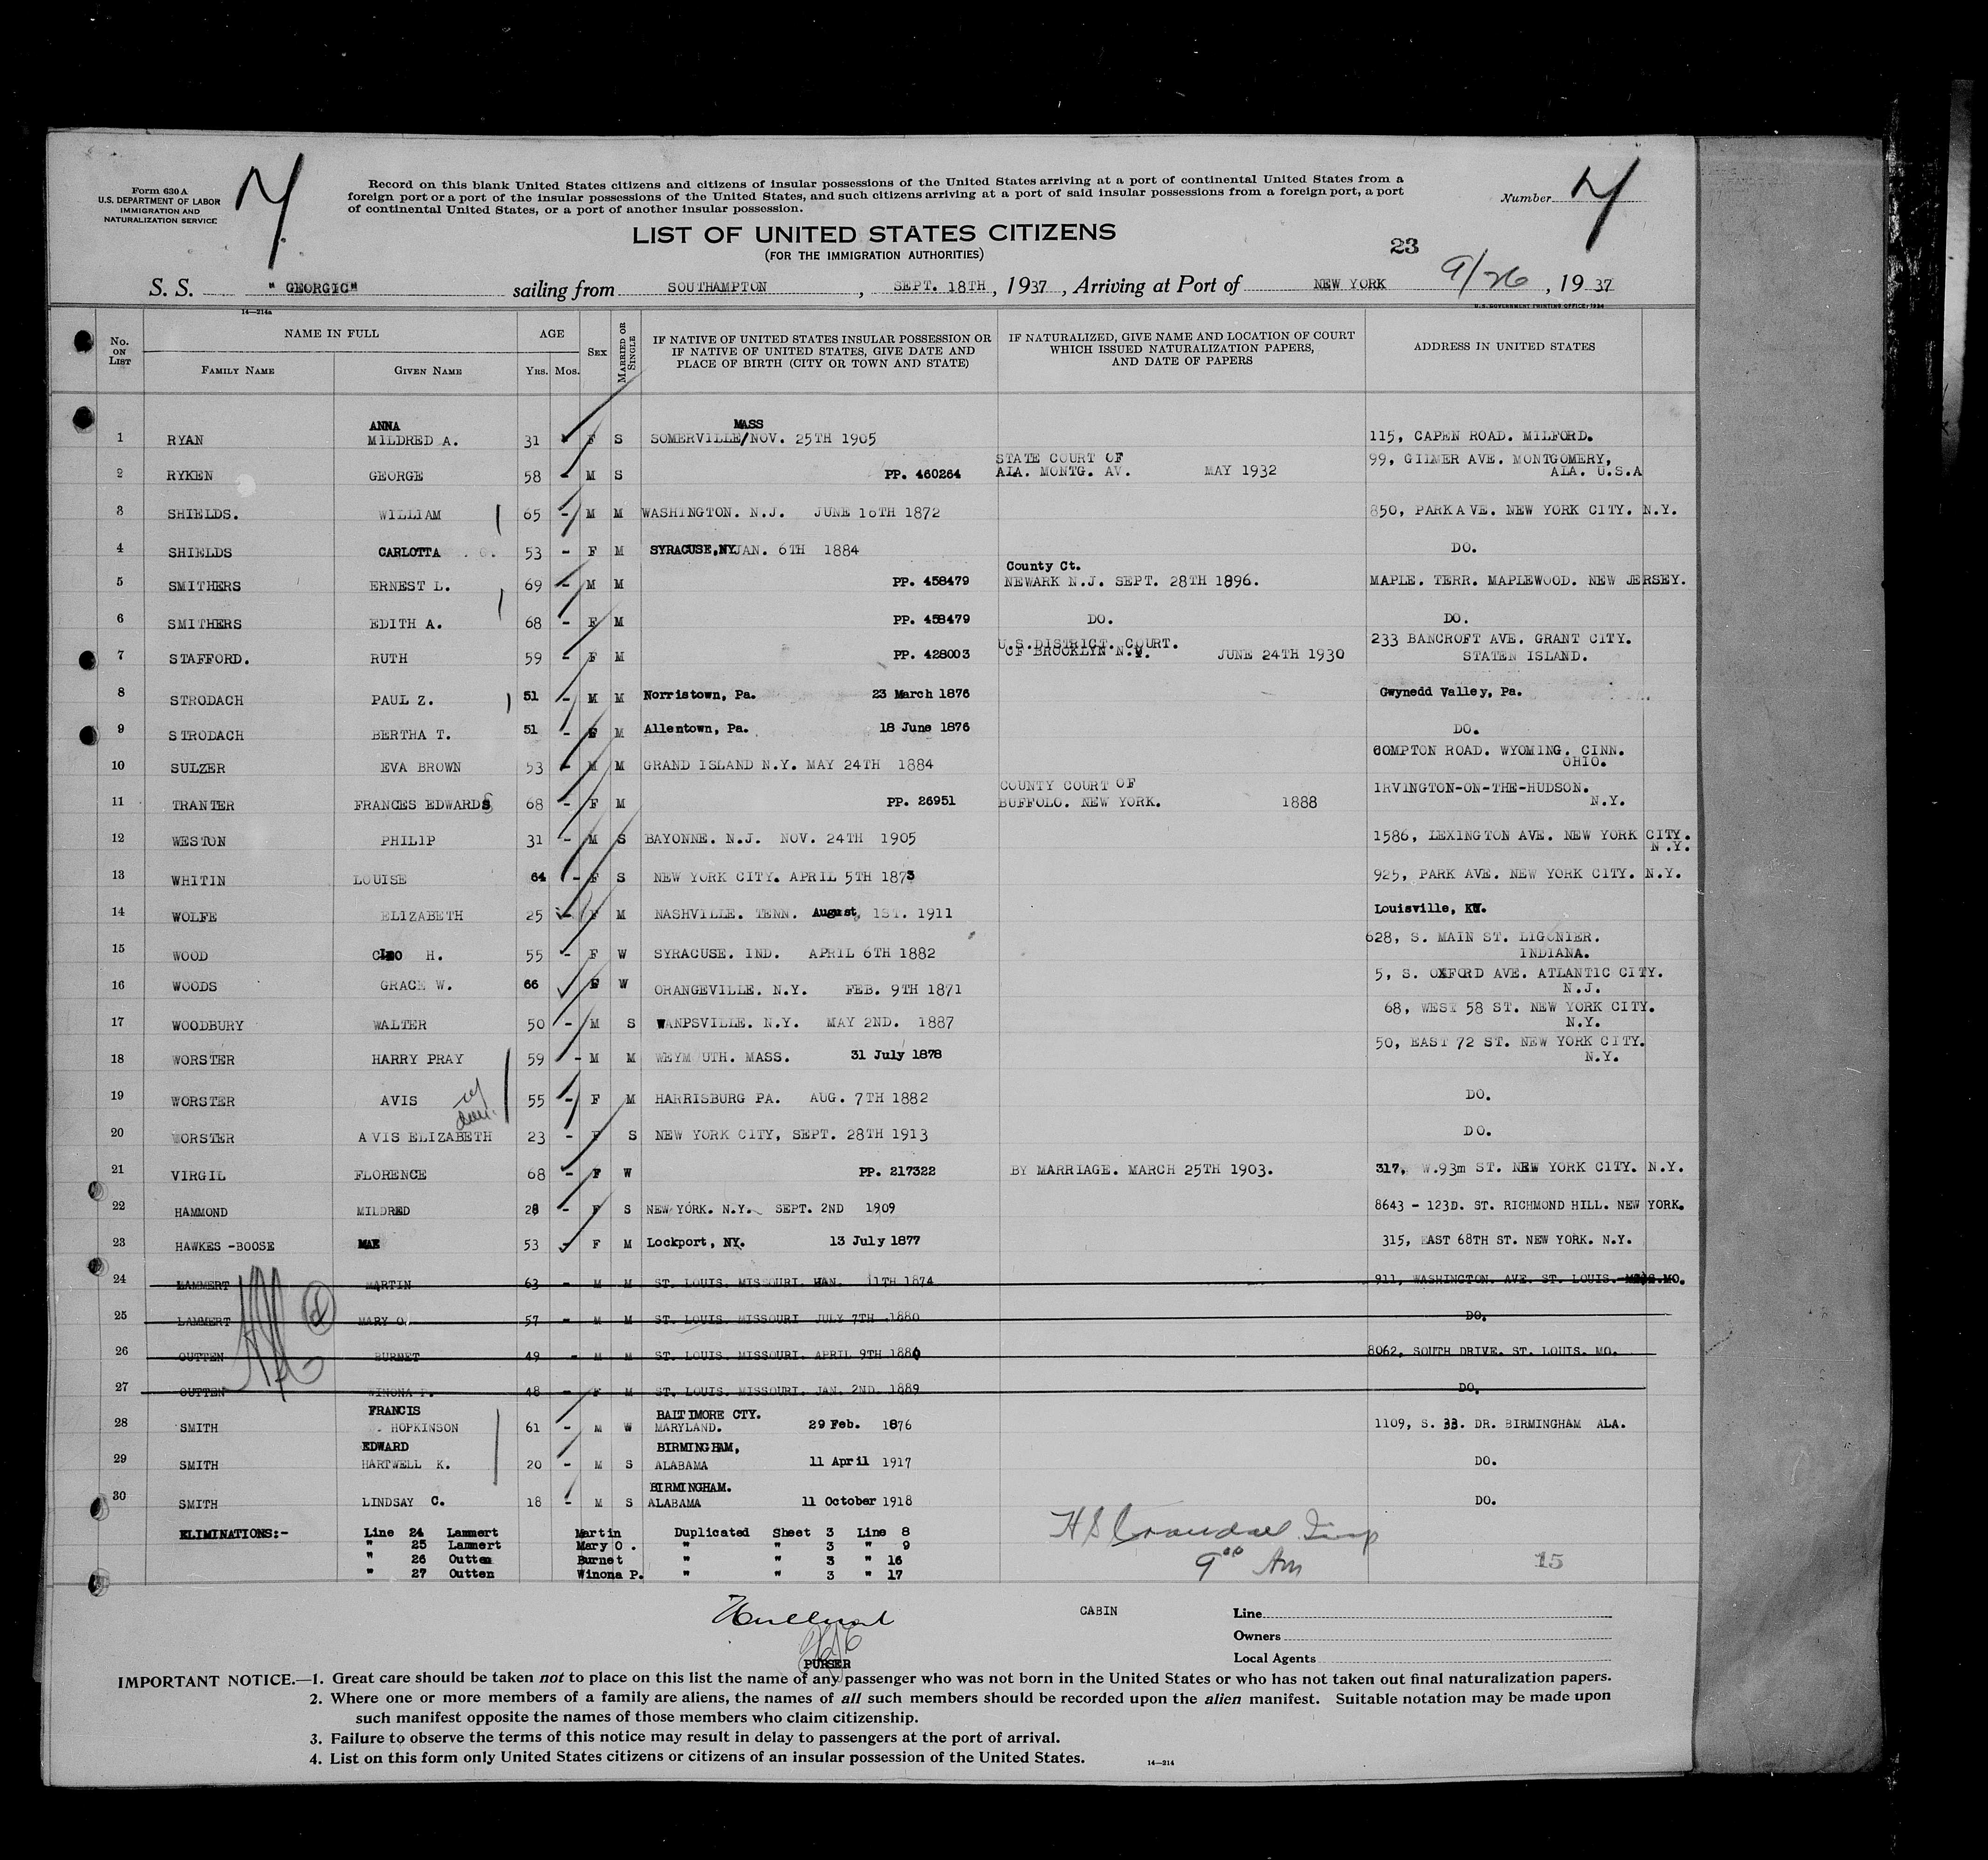 Form 630 A
U.S. DEPARTMENT OF LABOR
IMMIGRATION AND
NATURALIZATION SERVICE
Record on this blank United States citizens and citizens of insular possessions of the United States arriving at a port of continental United States from a
foreign port or a port of the insular possessions of the United States, and such citizens arriving at a port of said insular possessions from a foreign port, a port
of continental United States, or a port of another insular possession.
Number
LIST OF UNITED STATES CITIZENS
(FOR THE IMMIGRATION AUTHORITIES)
23
S. S. "GEORGIC" sailing from SOUTHAMPTON, SEPT. 18TH, 1937, Arriving at Port of NEW YORK 9/26, 1937
U.S. GOVERNMENT PRINTING OFFICE: 1934
14—214a
No. ON LIST NAME IN FULL FAMILY NAME GIVEN NAME AGE YRS. MOS. SEX MARRIED OR SINGLE IF NATIVE OF UNITED STATES INSULAR POSSESSION OR IF NATIVE OF UNITED STATES, GIVE DATE AND PLACE OF BIRTH (CITY OR TOWN AND STATE) IF NATURALIZED, GIVE NAME AND LOCATION OF COURT WHICH ISSUED NATURALIZATION PAPERS, AND DATE OF PAPERS ADDRESS IN UNITED STATES
ANNA MASS
1 RYAN MILDRED A. 31 F S SOMERVILLE/NOV. 25TH 1905 115, CAPEN ROAD. MILFORD.
STATE COURT OF 99, GILMER AVE. MONTGOMERY,
2 RYKEN GEORGE 58 - M S PP. 460264 ALA. MONTG. AV. MAY 1932 ALA. U.S.A
3 SHIELDS. WILLIAM 65 - M M WASHINGTON. N.J. JUNE 16TH 1872 850, PARK AVE. NEW YORK CITY. N.Y.
4 SHIELDS CARLOTTA 53 - F M SYRACUSE,NY JAN. 6TH 1884 DO.
County Ct.
5 SMITHERS ERNEST L. 69 - M M PP. 458479 NEWARK N.J. SEPT. 28TH 1896. MAPLE. TERR. MAPLEWOOD. NEW JERSEY.
6 SMITHERS EDITH A. 68 - F M PP. 458479 DO. DO.
U.S.DISTRICT. COURT. 233 BANCROFT AVE. GRANT CITY.
7 STAFFORD. RUTH 59 - F M PP. 428003 OF BROOKLYN N.Y. JUNE 24TH 1930 STATEN ISLAND.
8 STRODACH PAUL Z. 51 - M M Norristown, Pa. 23 March 1876 Gwynedd Valley, Pa.
9 STRODACH BERTHA T. 51 - F M Allentown, Pa. 18 June 1876 DO.
COMPTON ROAD. WYOMING. CINN.
10 SULZER EVA BROWN 53 - M M GRAND ISLAND N.Y. MAY 24TH 1884 OHIO.
COUNTY COURT OF IRVINGTON-ON-THE-HUDSON.
11 TRANTER FRANCES EDWARDS 68 - F M PP. 26951 BUFFOLO. NEW YORK. 1888 N.Y.
12 WESTON PHILIP 31 - M S BAYONNE. N.J. NOV. 24TH 1905 1586, LEXINGTON AVE. NEW YORK CITY.
N.Y.
13 WHITIN LOUISE 64 - F S NEW YORK CITY. APRIL 5TH 1873 925, PARK AVE. NEW YORK CITY. N.Y.
14 WOLFE ELIZABETH 25 - F M NASHVILLE. TENN. August, 1ST. 1911 Louisville, KY.
628, S. MAIN ST. LIGONIER.
15 WOOD H. 55 - F W SYRACUSE. IND. APRIL 6TH 1882 INDIANA.
5, S. OXFORD AVE. ATLANTIC CITY.
16 WOODS GRACE W. 66 F W ORANGEVILLE. N.Y. FEB. 9TH 1871 N.J.
68, WEST 58 ST. NEW YORK CITY.
17 WOODBURY WALTER 50 - M S WANPSVILLE. N.Y. MAY 2ND. 1887 N.Y.
50, EAST 72 ST. NEW YORK CITY.
18 WORSTER HARRY PRAY 59 - M M WEYMOUTH. MASS. 31 July 1878 N.Y.
19 WORSTER AVIS 55 - F M HARRISBURG PA. AUG. 7TH 1882 DO.
20 WORSTER AVIS ELIZABETH 23 - F S NEW YORK CITY, SEPT. 28TH 1913 DO.
21 VIRGIL FLORENCE 68 - F W PP. 217322 BY MARRIAGE. MARCH 25TH 1903. 317, W.93m ST. NEW YORK CITY. N.Y.
22 HAMMOND MILDRED 28 - F S NEW YORK. N.Y. SEPT. 2ND 1909 8643 - 123D. ST. RICHMOND HILL. NEW YORK.
23 HAWKES -BOOSE MAE 53 - F M Lockport, NY. 13 July 1877 315, EAST 68TH ST. NEW YORK. N.Y.
24 LAMMERT MARTIN 63 - M M ST. LOUIS. MISSOURI. JAN. 11TH 1874 911, WASHINGTON. AVE. ST. LOUIS. MO.
25 LAMMERT MARY O. 57 - M M ST. LOUIS. MISSOURI JULY 7TH 1880 DO.
26 OUTTEN BURNET 49 - M M ST. LOUIS. MISSOURI. APRIL 9TH 1886 8062, SOUTH DRIVE. ST. LOUIS. MO.
27 OUTTEN WINONA P. 48 - F M ST. LOUIS. MISSOURI. JAN. 2ND. 1889 DO.
FRANCIS BALTIMORE CTY.
28 SMITH HOPKINSON 61 - M W MARYLAND. 29 Feb. 1876 1109, S. 33. DR. BIRMINGHAM ALA.
EDWARD BIRMINGHAM,
29 SMITH HARTWELL K. 20 - M S ALABAMA 11 April 1917 DO.
BIRMINGHAM.
30 SMITH LINDSAY C. 18 - M S ALABAMA 11 October 1918 DO.
ELIMINATIONS:- Line 24 Lammert Martin Duplicated Sheet 3 Line 8
" 25 Lammert Mary O. " " 3 " 9
" 26 Outten Burnet " " 3 " 16
" 27 Outten Winona P. " " 3 " 17
H S Crandall Insp
9 00 Am
15
CABIN
PURSER
Line
Owners
Local Agents
IMPORTANT NOTICE.—1. Great care should be taken not to place on this list the name of any passenger who was not born in the United States or who has not taken out final naturalization papers.
2. Where one or more members of a family are aliens, the names of all such members should be recorded upon the alien manifest. Suitable notation may be made upon
such manifest opposite the names of those members who claim citizenship.
3. Failure to observe the terms of this notice may result in delay to passengers at the port of arrival.
4. List on this form only United States citizens or citizens of an insular possession of the United States.
14—214